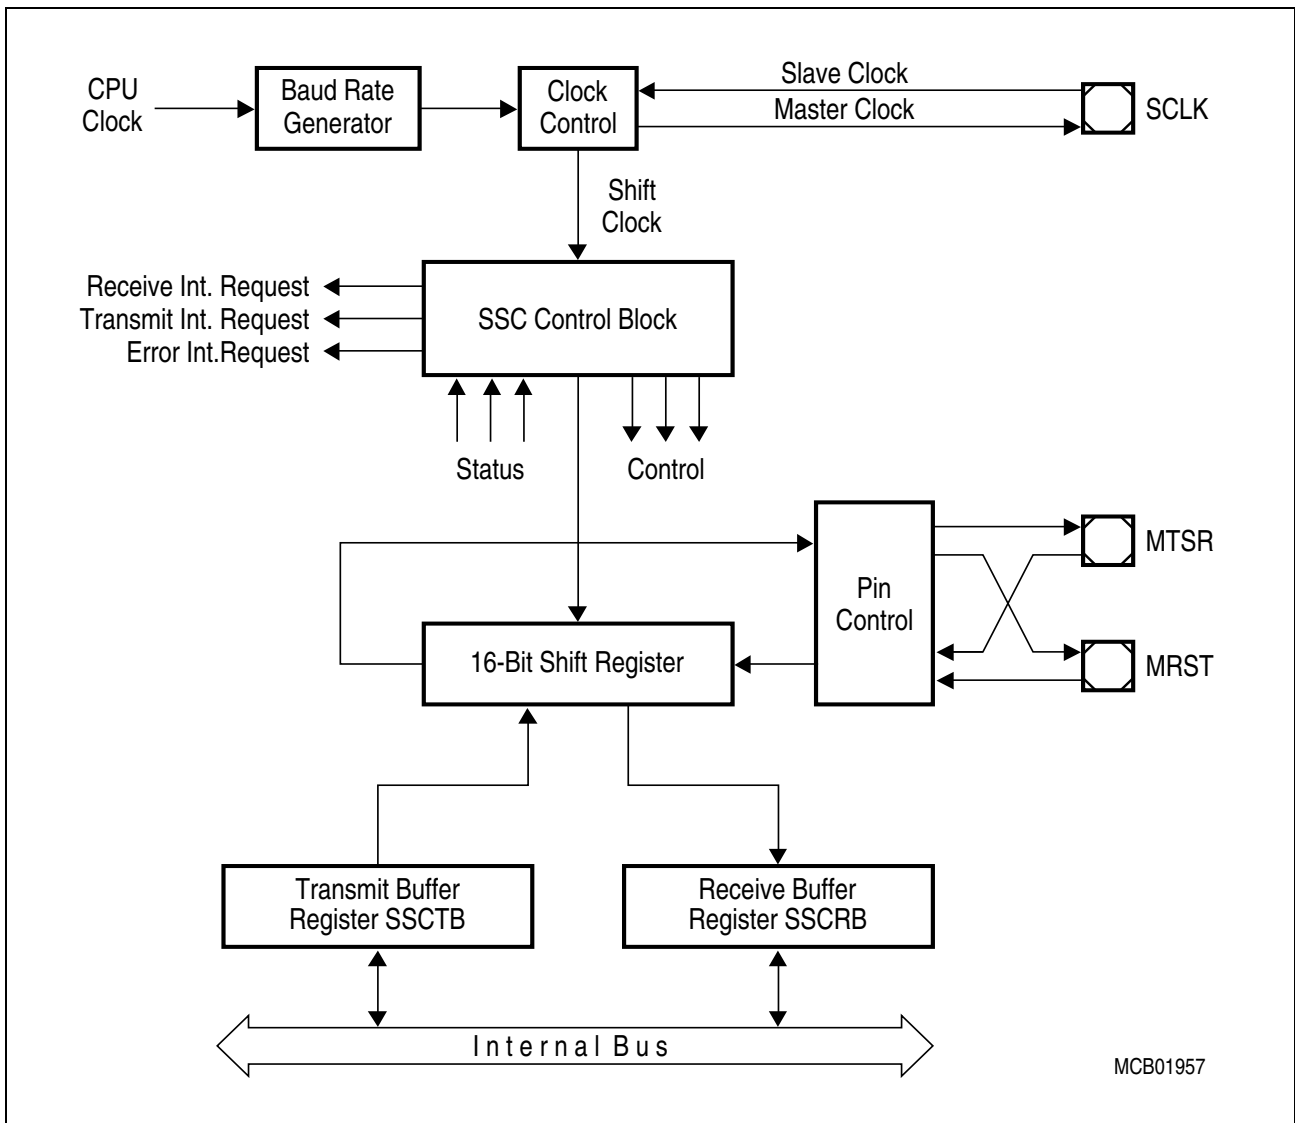 CPU
Clock
Baud Rate
Generator
Clock
Control
Slave Clock
Master Clock
SCLK
Shift
Clock
Receive Int. Request
Transmit Int. Request
Error Int.Request
SSC Control Block
Status
Control
Pin
Control
MTSR
MRST
16-Bit Shift Register
Transmit Buffer
Register SSCTB
Receive Buffer
Register SSCRB
Internal Bus
MCB01957